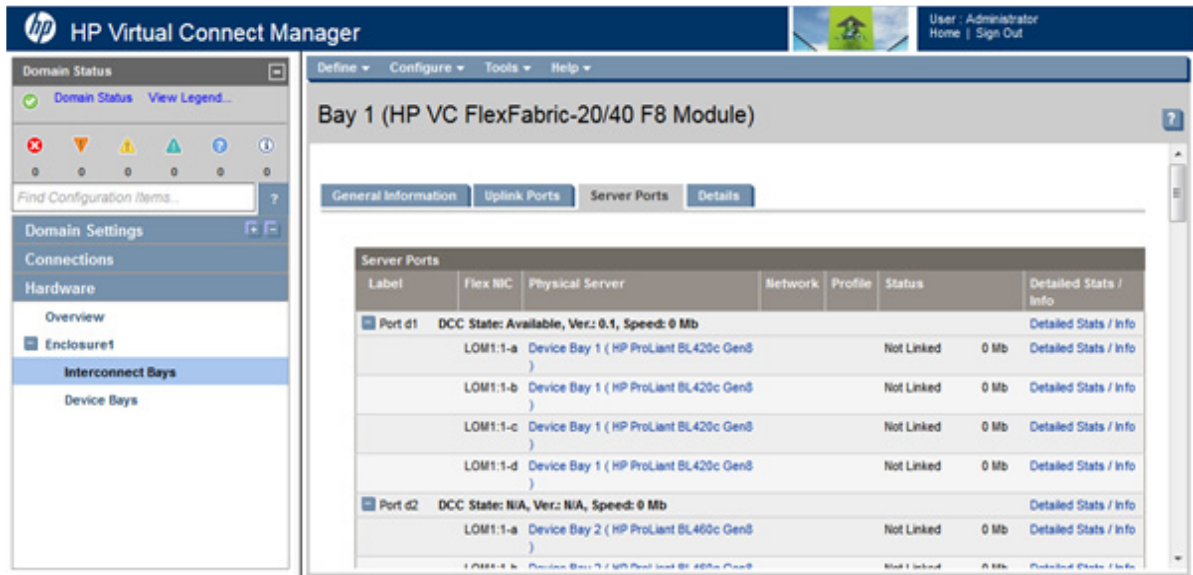 hp HP Virtual Connect Manager
User : Administrator
Home | Sign Out
Domain Status
Domain Status View Legend...
0 0 0 0 0 0
Find Configuration Items... ?
Domain Settings
Connections
Hardware
Overview
Enclosure1
Interconnect Bays
Device Bays
Define Configure Tools Help
Bay 1 (HP VC FlexFabric-20/40 F8 Module) ?
General Information Uplink Ports Server Ports Details
Server Ports
Label Flex NIC Physical Server Network Profile Status Detailed Stats /
Info
Port d1 DCC State: Available, Ver.: 0.1, Speed: 0 Mb Detailed Stats / Info
LOM1:1-a Device Bay 1 ( HP ProLiant BL420c Gen8 Not Linked 0 Mb Detailed Stats / Info
)
LOM1:1-b Device Bay 1 ( HP ProLiant BL420c Gen8 Not Linked 0 Mb Detailed Stats / Info
)
LOM1:1-c Device Bay 1 ( HP ProLiant BL420c Gen8 Not Linked 0 Mb Detailed Stats / Info
)
LOM1:1-d Device Bay 1 ( HP ProLiant BL420c Gen8 Not Linked 0 Mb Detailed Stats / Info
)
Port d2 DCC State: N/A, Ver.: N/A, Speed: 0 Mb Detailed Stats / Info
LOM1:1-a Device Bay 2 ( HP ProLiant BL460c Gen8 Not Linked 0 Mb Detailed Stats / Info
)